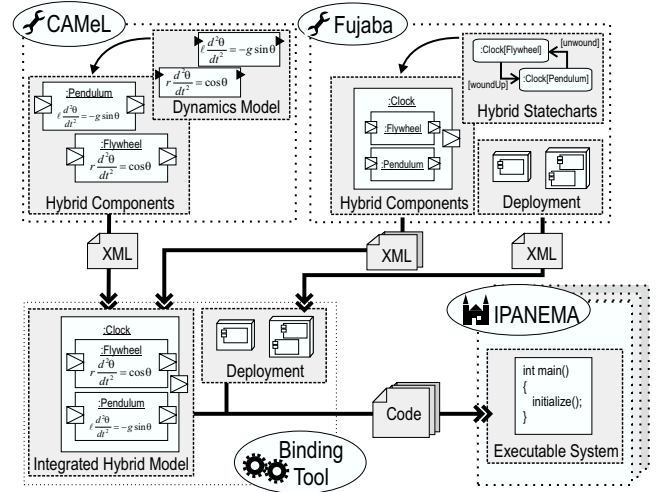 CAMeL
ℓ d²θ/dt² = −g sinθ
r d²θ/dt² = cosθ
Dynamics Model
:Pendulum
ℓ d²θ/dt² = −g sinθ
:Flywheel
r d²θ/dt² = cosθ
Hybrid Components
Fujaba
:Clock[Flywheel]
[unwound]
[woundUp]
:Clock[Pendulum]
Hybrid Statecharts
:Clock
:Flywheel
:Pendulum
Hybrid Components
Deployment
XML
XML
XML
:Clock
:Flywheel
r d²θ/dt² = cosθ
:Pendulum
ℓ d²θ/dt² = −g sinθ
Integrated Hybrid Model
Deployment
Binding
Tool
Code
IPANEMA
int main()
{
initialize();
}
Executable System